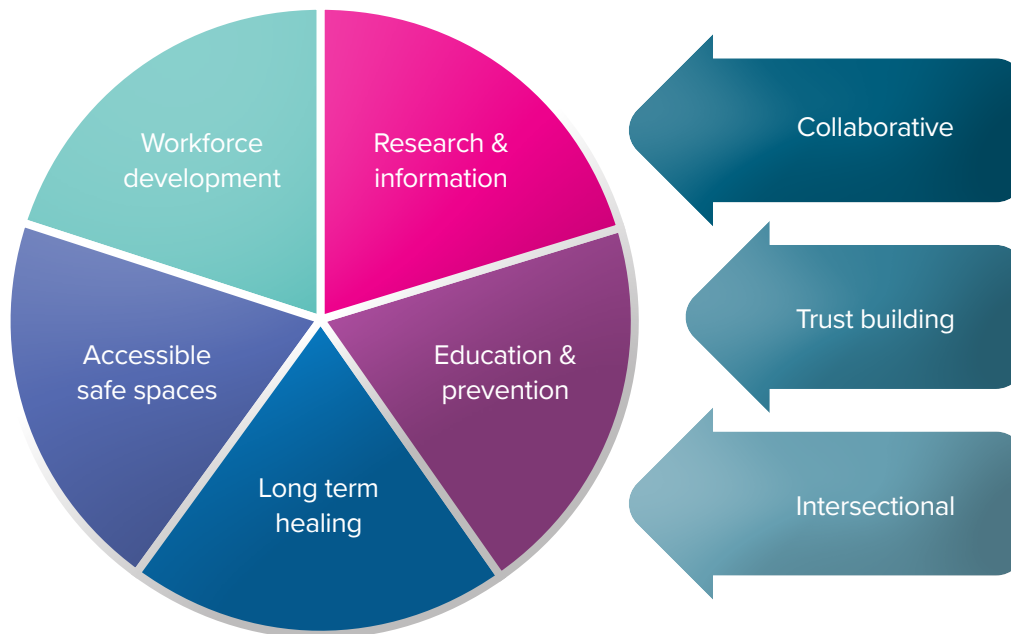 Workforce
development
Research &
information
Accessible
safe spaces
Education &
prevention
Long term
healing
Collaborative
Trust building
Intersectional